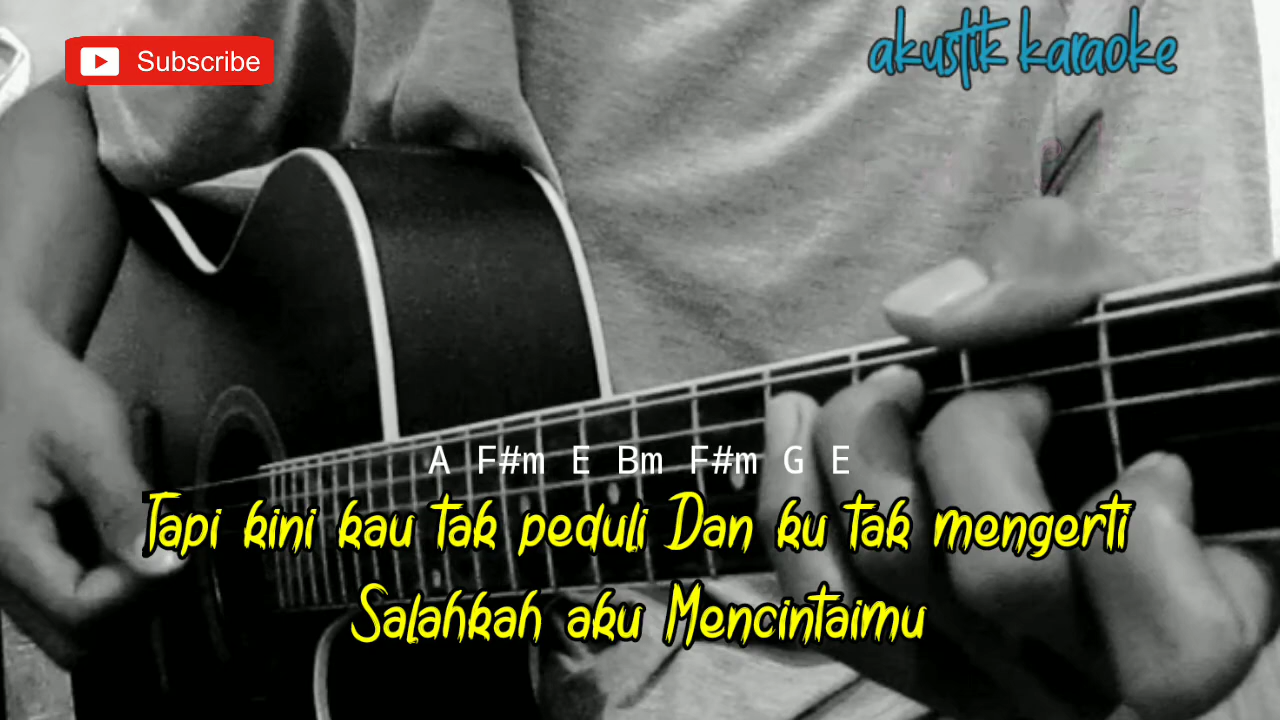 Subscribe
akustik karaoke
A F#m E Bm F#m G E
Tapi kini kau tak peduli Dan ku tak mengerti
Salahkah aku Mencintaimu